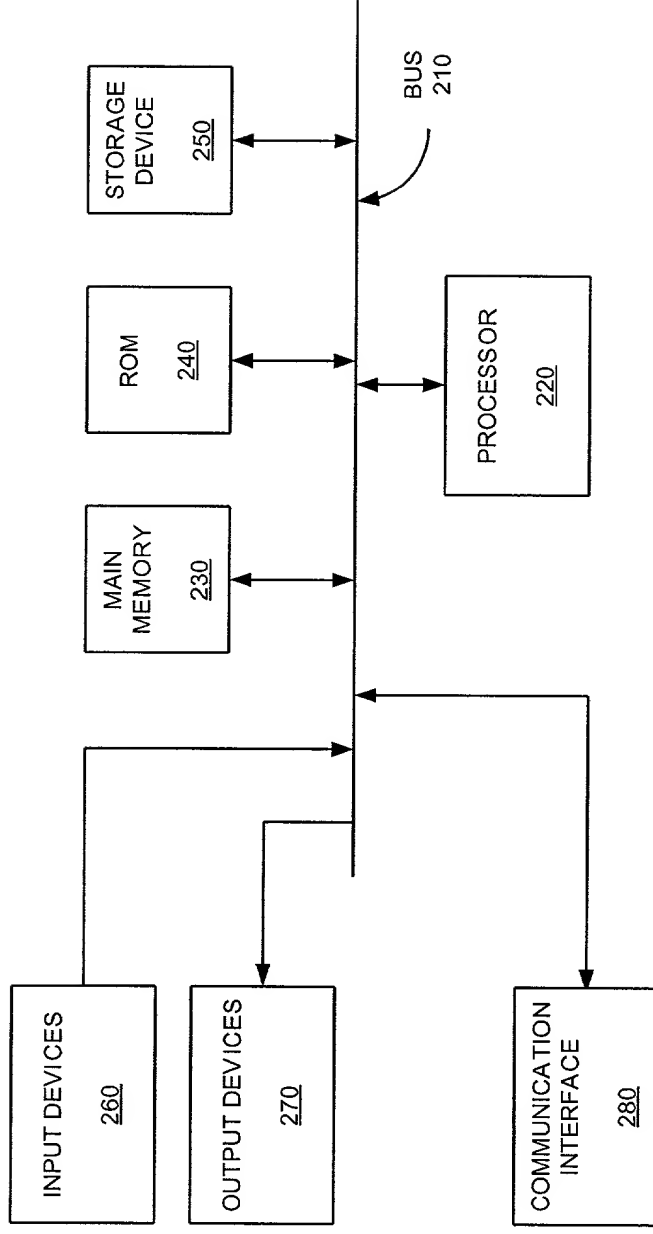 INPUT DEVICES
260
OUTPUT DEVICES
270
COMMUNICATION
INTERFACE
280
MAIN
MEMORY
230
ROM
240
STORAGE
DEVICE
250
PROCESSOR
220
BUS
210